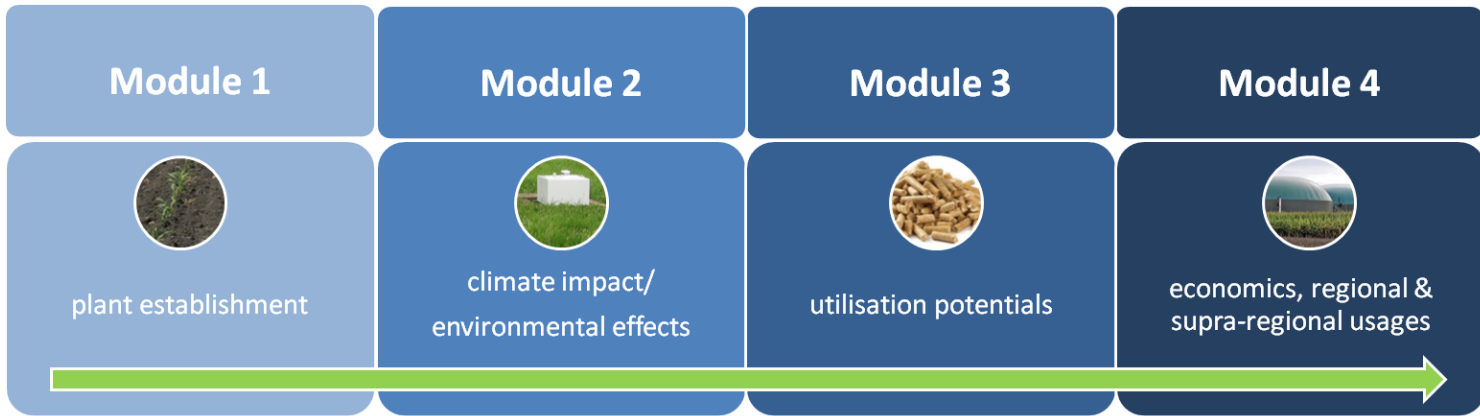 Module 1
Module 2
Module 3
Module 4
plant establishment
climate impact/
environmental effects
utilisation potentials
economics, regional &
supra-regional usages